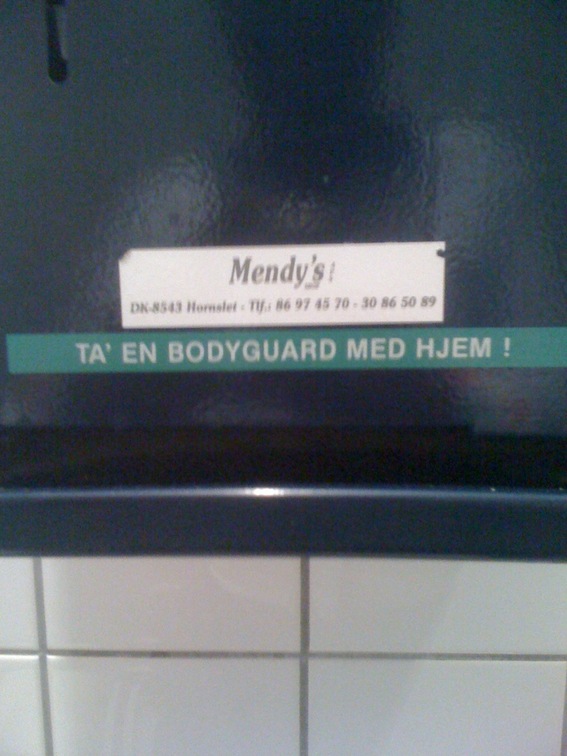 Mendy's
DK-8543 Hornslet - Tlf.: 86 97 45 70 - 30 86 50 89
TA' EN BODYGUARD MED HJEM !